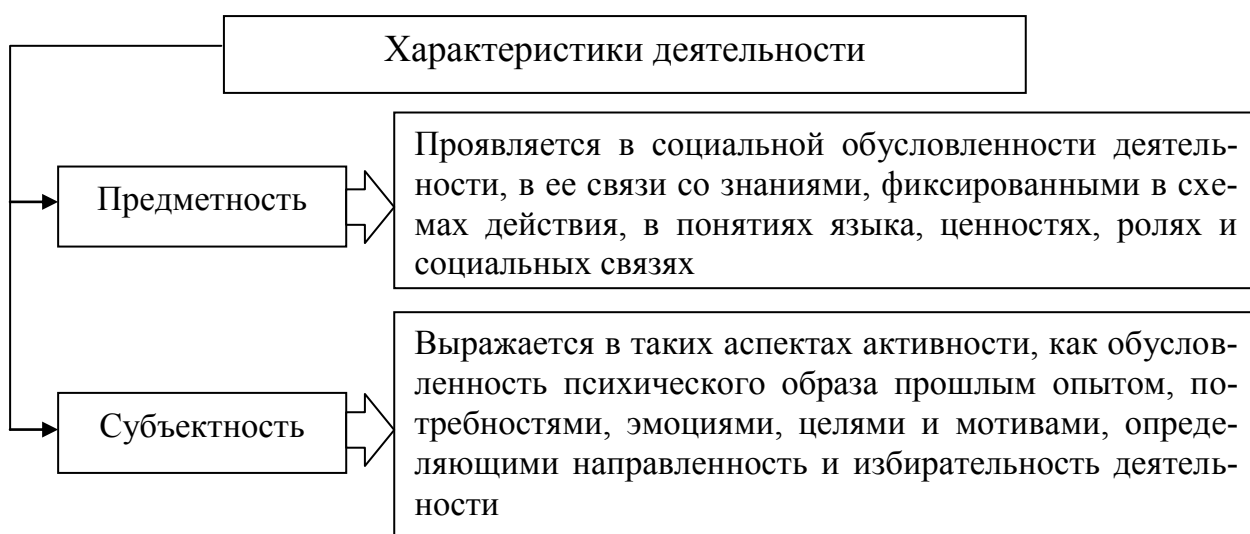 Характеристики деятельности
Предметность
Проявляется в социальной обусловленности деятель-
ности, в ее связи со знаниями, фиксированными в схе-
мах действия, в понятиях языка, ценностях, ролях и
социальных связях
Субъектность
Выражается в таких аспектах активности, как обуслов-
ленность психического образа прошлым опытом, по-
требностями, эмоциями, целями и мотивами, опреде-
ляющими направленность и избирательность деятель-
ности